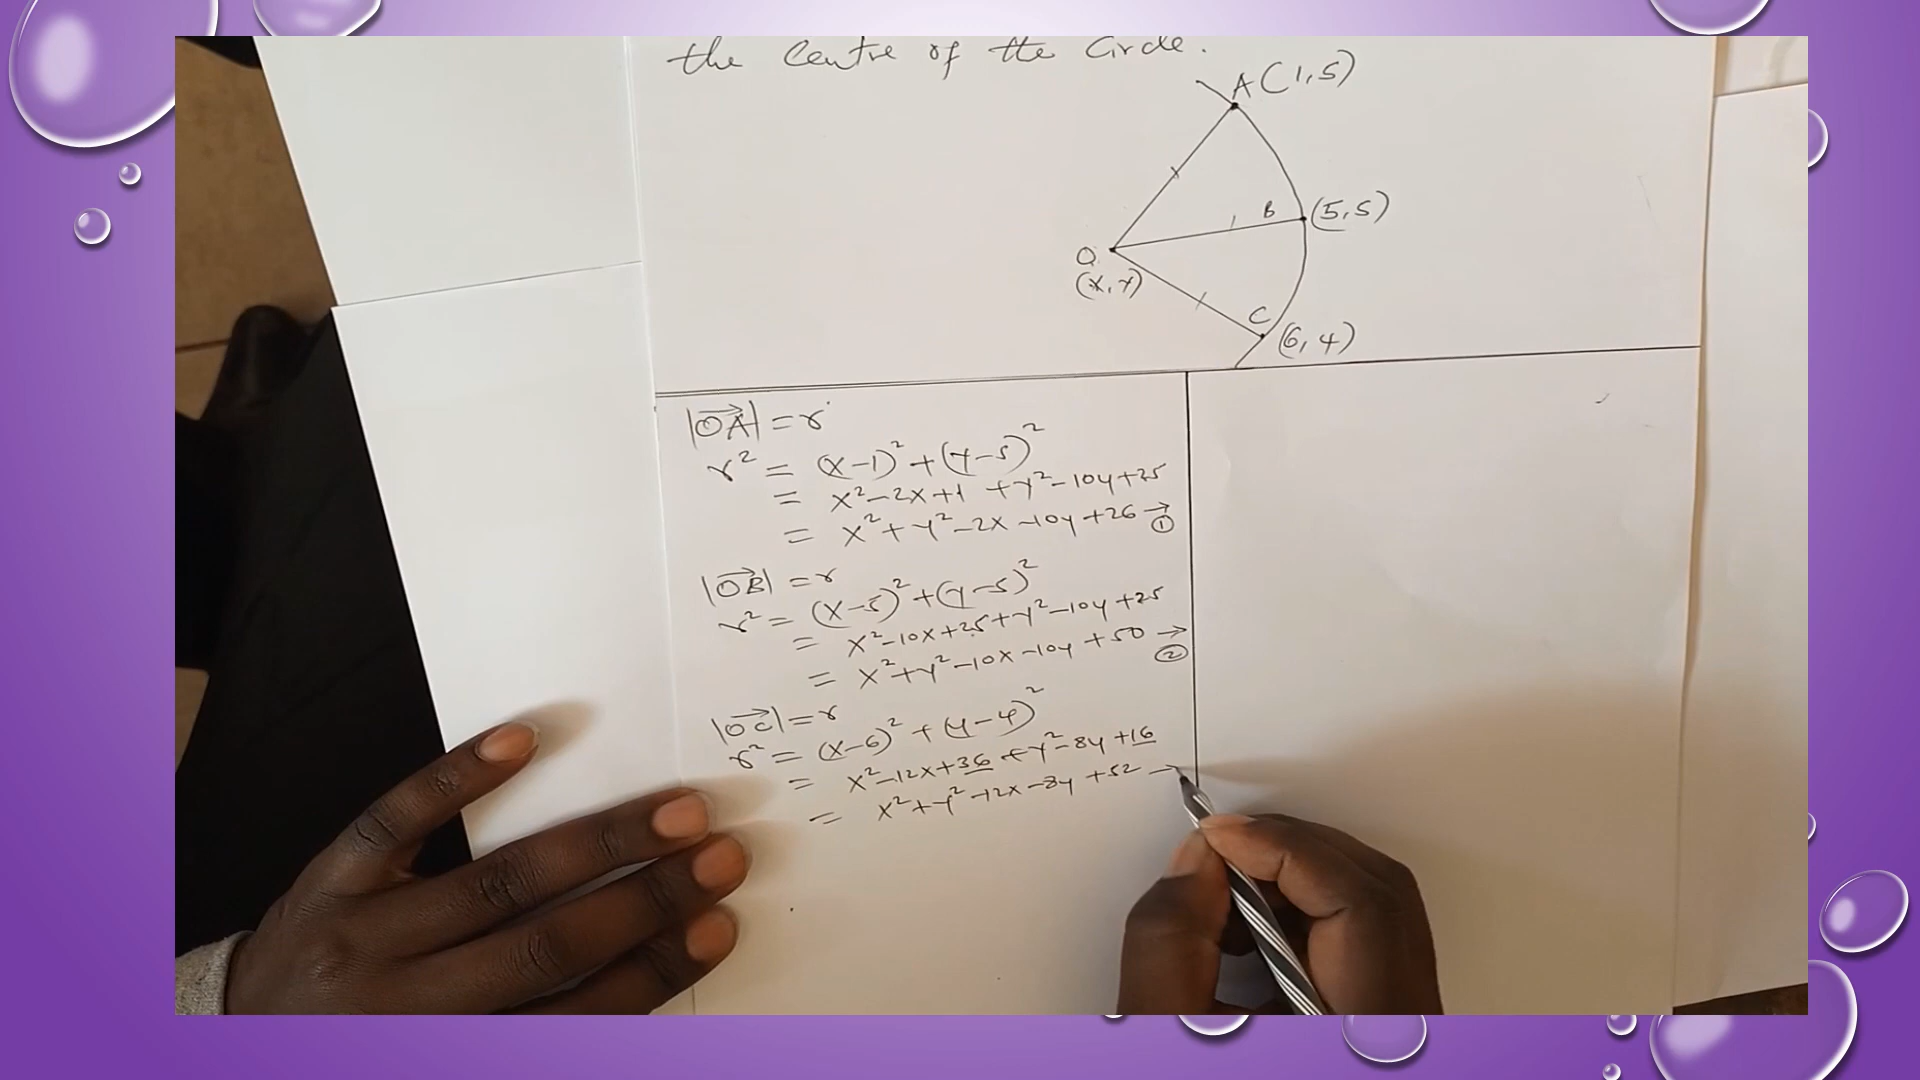 the Centre of the Circle.
A(1,5)
B (5,5)
O
(x,y)
C
(6,4)
|OA| = r
r² = (x-1)² + (y-5)²
= x²-2x+1 + y²-10y+25
= x²+y²-2x-10y+26 → ①
|OB| = r
r² = (x-5)² + (y-5)²
= x²-10x+25+y²-10y+25
= x²+y²-10x-10y+50 → ②
|OC| = r
r² = (x-6)² + (y-4)²
= x²-12x+36 + y²-8y+16
= x²+y²-12x-8y+52 →